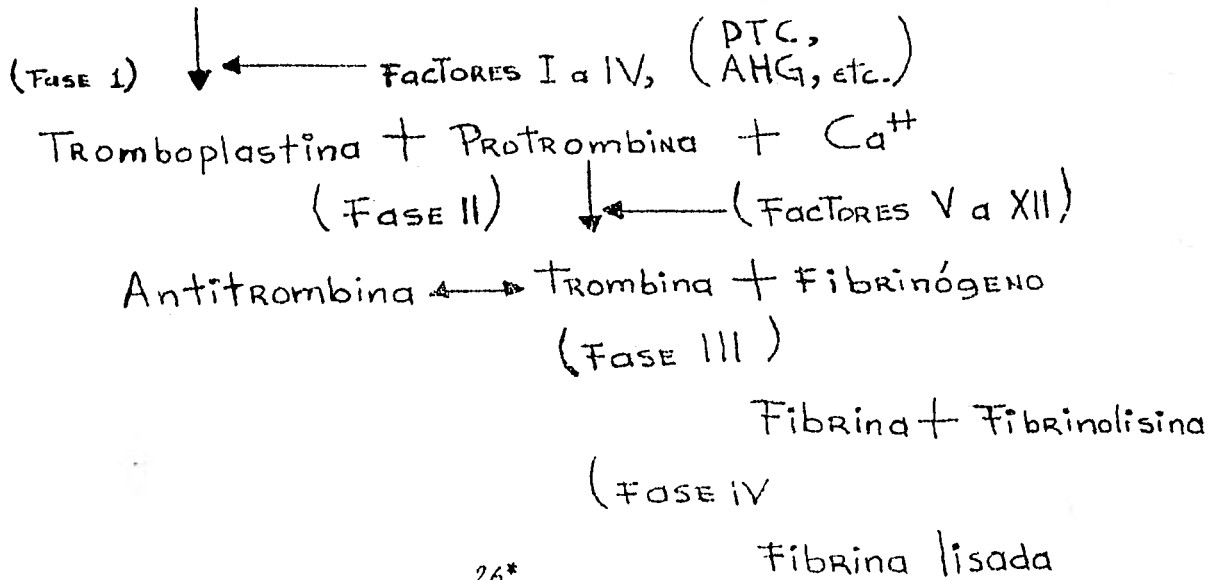 PTC.,
(Fase 1) Factores I a IV, (AHG, etc.)
Tromboplastina + Protrombina + Ca++
(Fase II) (Factores V a XII)
Antitrombina Trombina + Fibrinógeno
(Fase III)
Fibrina + Fibrinolisina
(Fase iV
Fibrina lisada
26*